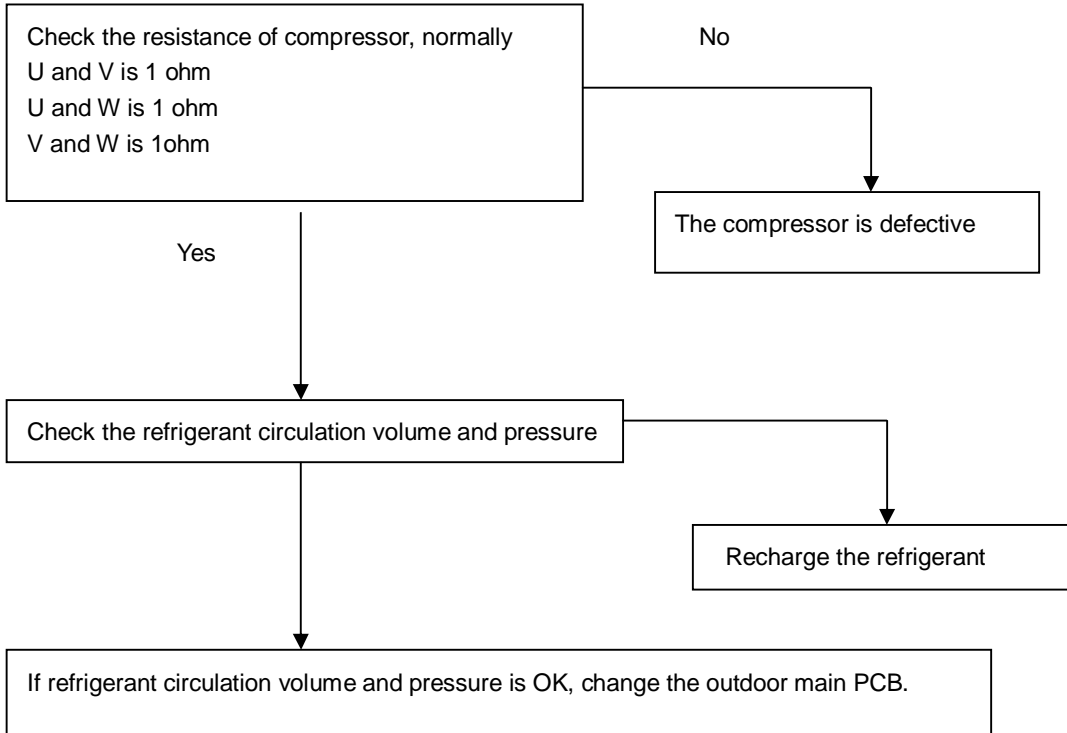 Check the resistance of compressor, normally
U and V is 1 ohm
U and W is 1 ohm
V and W is 1ohm
No
The compressor is defective
Yes
Check the refrigerant circulation volume and pressure
Recharge the refrigerant
If refrigerant circulation volume and pressure is OK, change the outdoor main PCB.